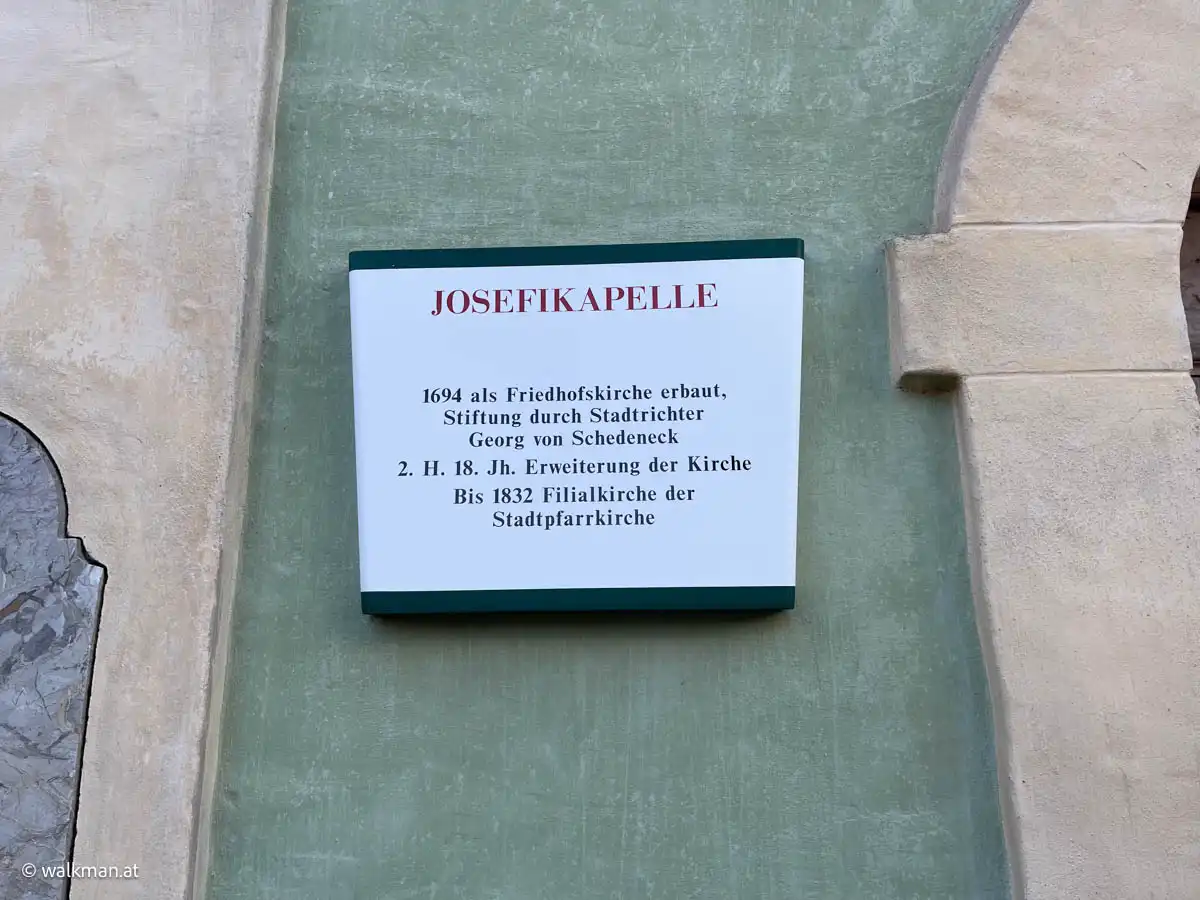 JOSEFIKAPELLE
1694 als Friedhofskirche erbaut,
Stiftung durch Stadtrichter
Georg von Schedeneck
2. H. 18. Jh. Erweiterung der Kirche
Bis 1832 Filialkirche der
Stadtpfarrkirche
© walkman.at